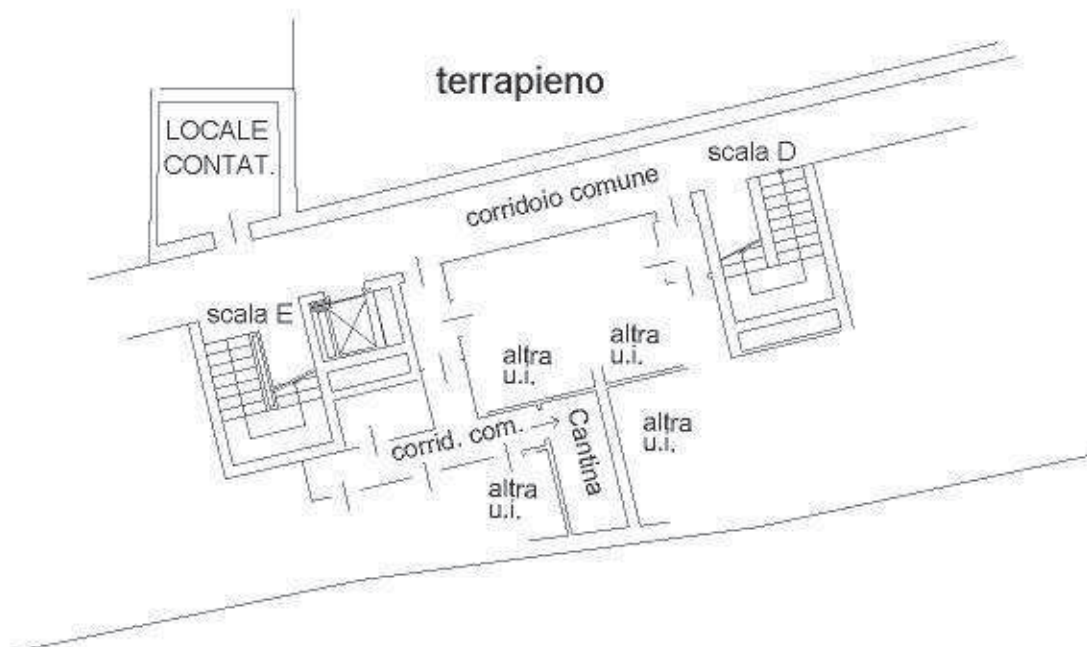 terrapieno
LOCALE
CONTAT.
scala D
corridoio comune
scala E
altra
u.i.
altra
u.i.
altra
u.i.
corrid. com.
Cantina
altra
u.i.